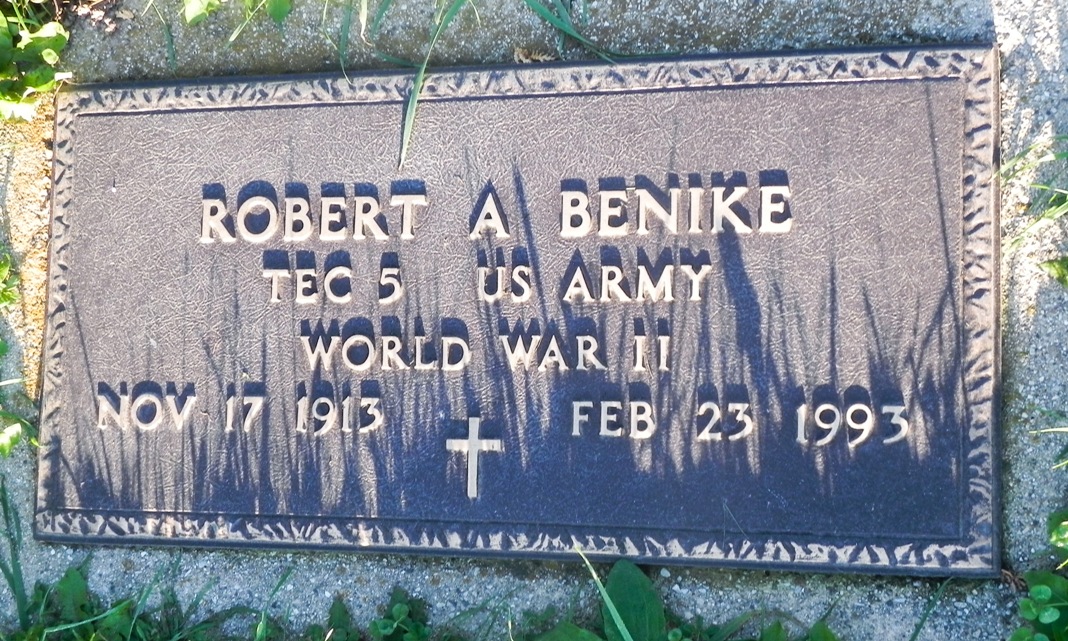 ROBERT A BENIKE
TEC 5 US ARMY
WORLD WAR II
NOV 17 1913 FEB 23 1993